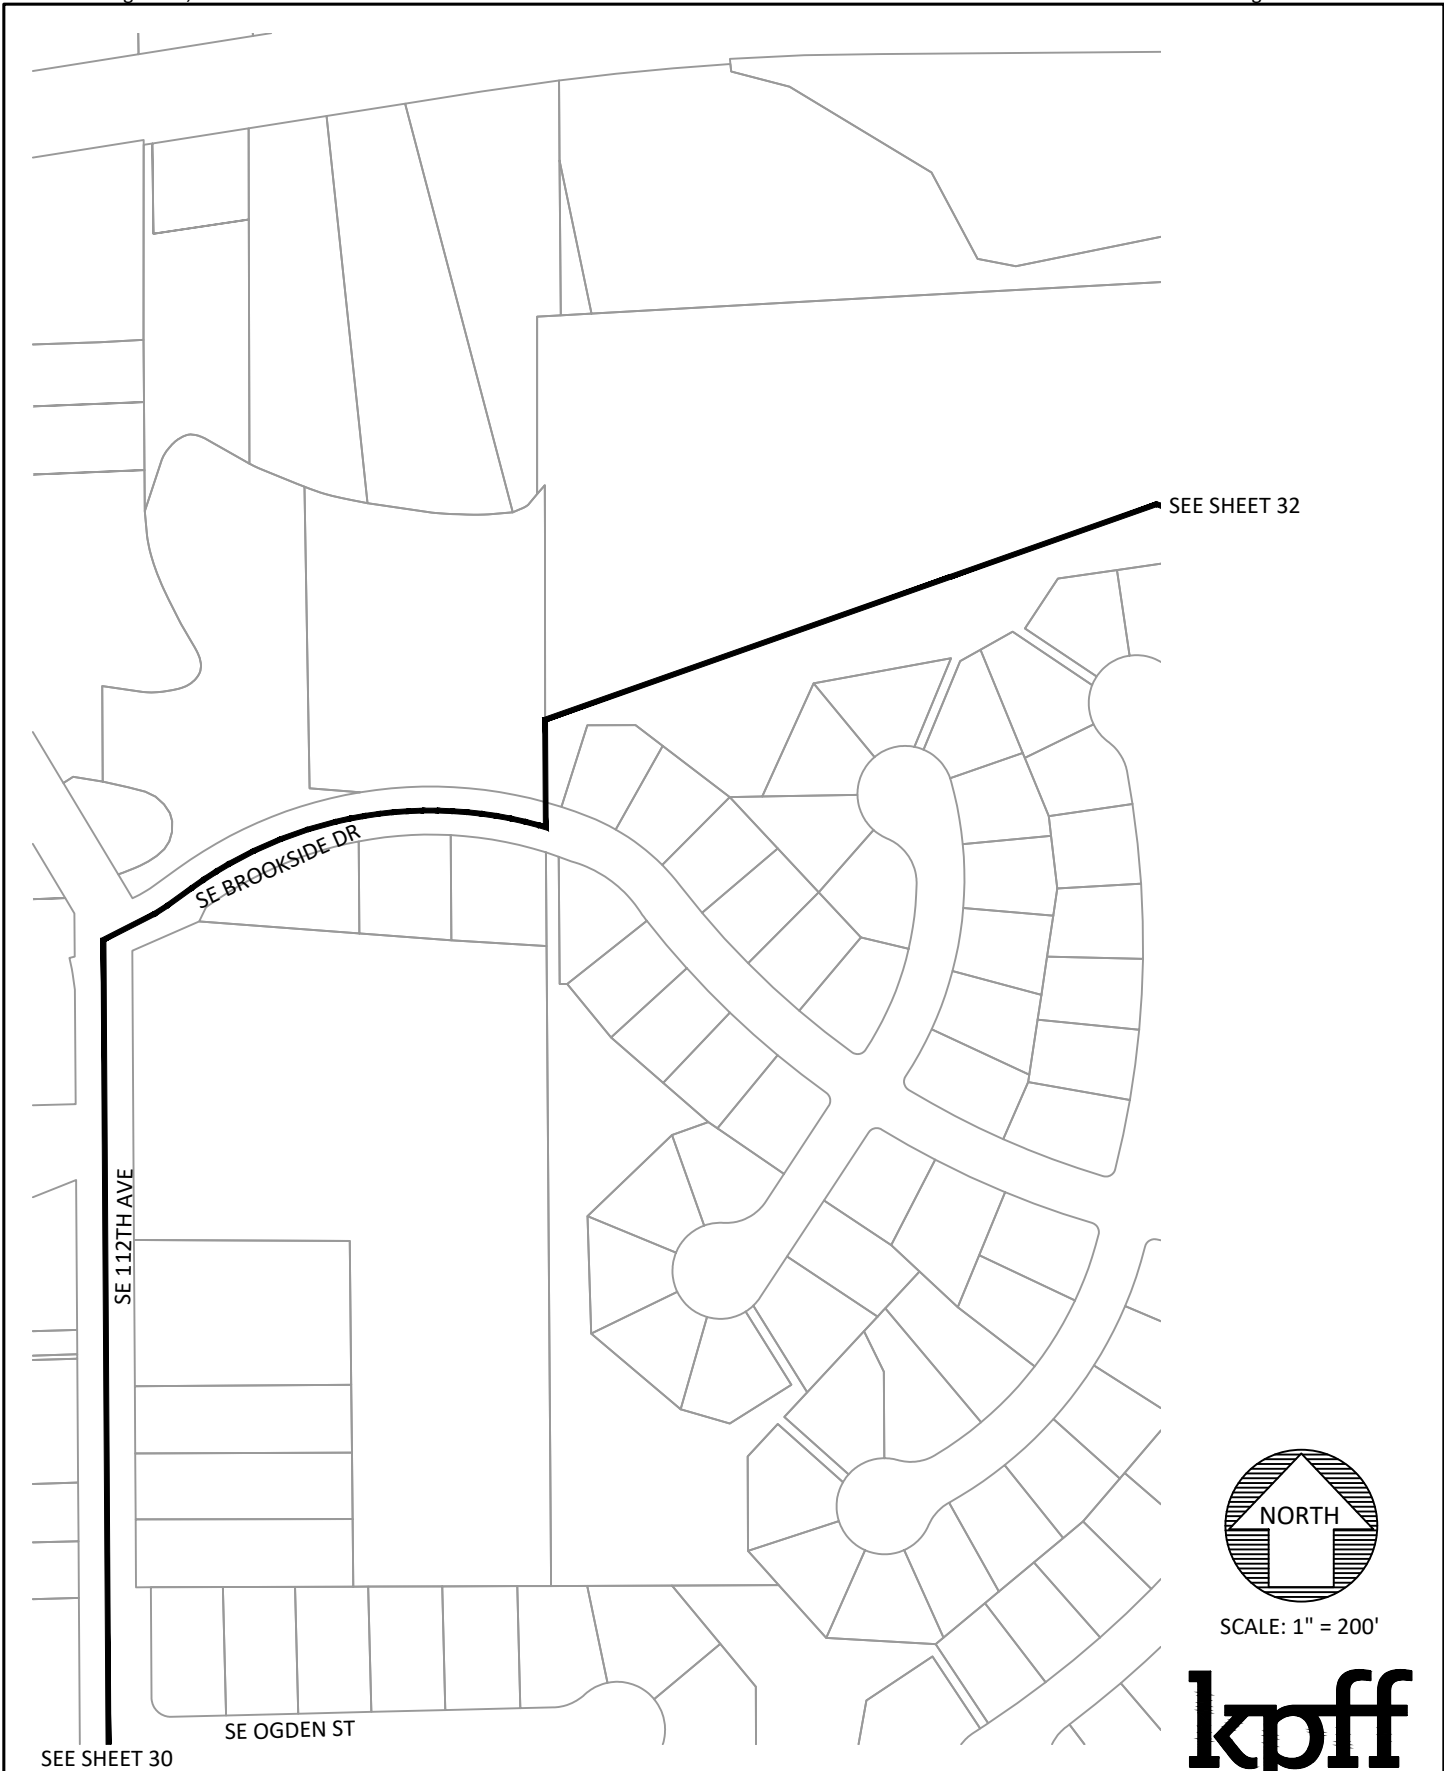 SEE SHEET 32
SE BROOKSIDE DR
SE 112TH AVE
NORTH
SCALE: 1" = 200'
SE OGDEN ST
SEE SHEET 30
kpff